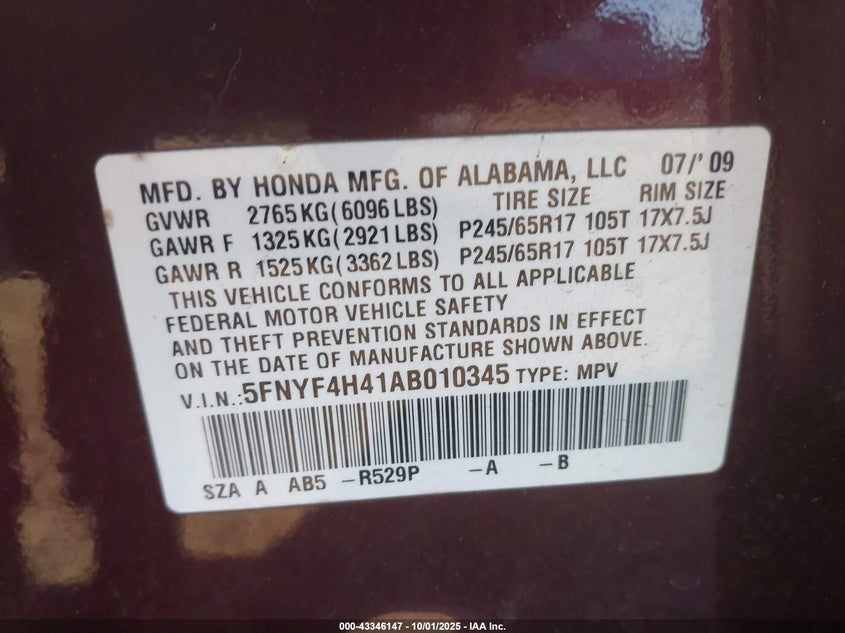 MFD. BY HONDA MFG. OF ALABAMA, LLC 07/'09
GVWR 2765KG(6096LBS) TIRE SIZE RIM SIZE
GAWR F 1325KG(2921LBS) P245/65R17 105T 17X7.5J
GAWR R 1525KG(3362LBS) P245/65R17 105T 17X7.5J
THIS VEHICLE CONFORMS TO ALL APPLICABLE
FEDERAL MOTOR VEHICLE SAFETY
AND THEFT PREVENTION STANDARDS IN EFFECT
ON THE DATE OF MANUFACTURE SHOWN ABOVE.
V.I.N.:5FNYF4H41AB010345 TYPE: MPV
SZA A AB5 -R529P -A -B
000-43346147 - 10/01/2025 - IAA Inc.